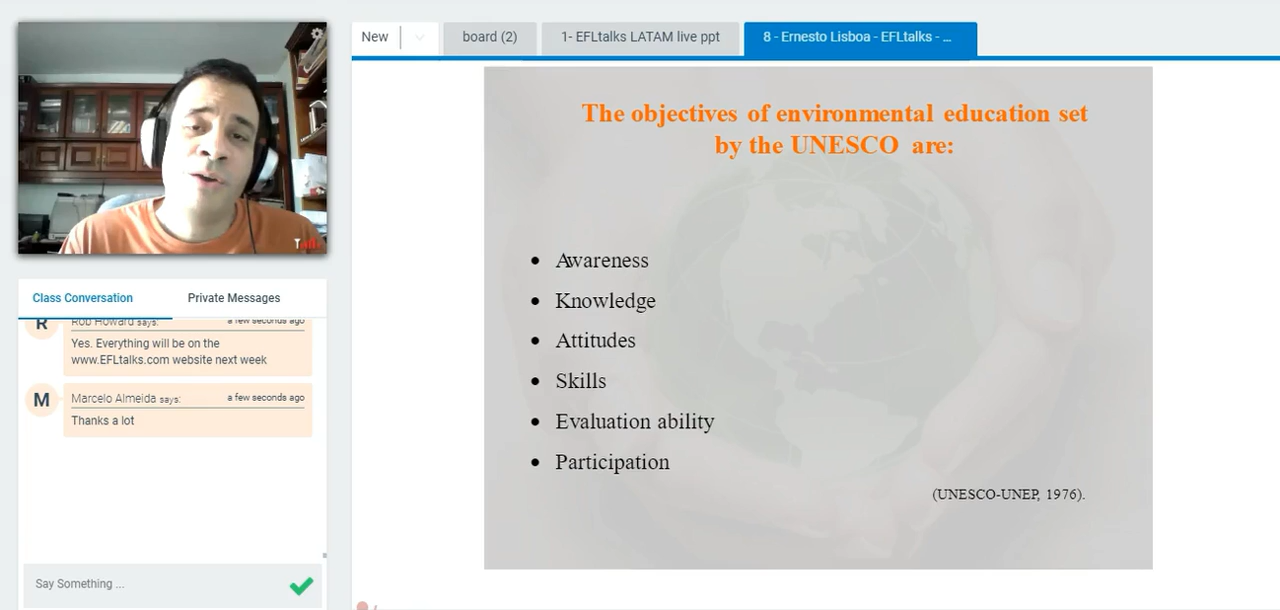 New
board (2)
1- EFLtalks LATAM live ppt
8 - Ernesto Lisboa - EFLtalks - ...
The objectives of environmental education set
by the UNESCO are:
• Awareness
• Knowledge
• Attitudes
• Skills
• Evaluation ability
• Participation
(UNESCO-UNEP, 1976).
Class Conversation
Private Messages
R
Rob Howard says:
a few seconds ago
Yes. Everything will be on the
www.EFLtalks.com website next week
M
Marcelo Almeida says:
a few seconds ago
Thanks a lot
Say Something ...